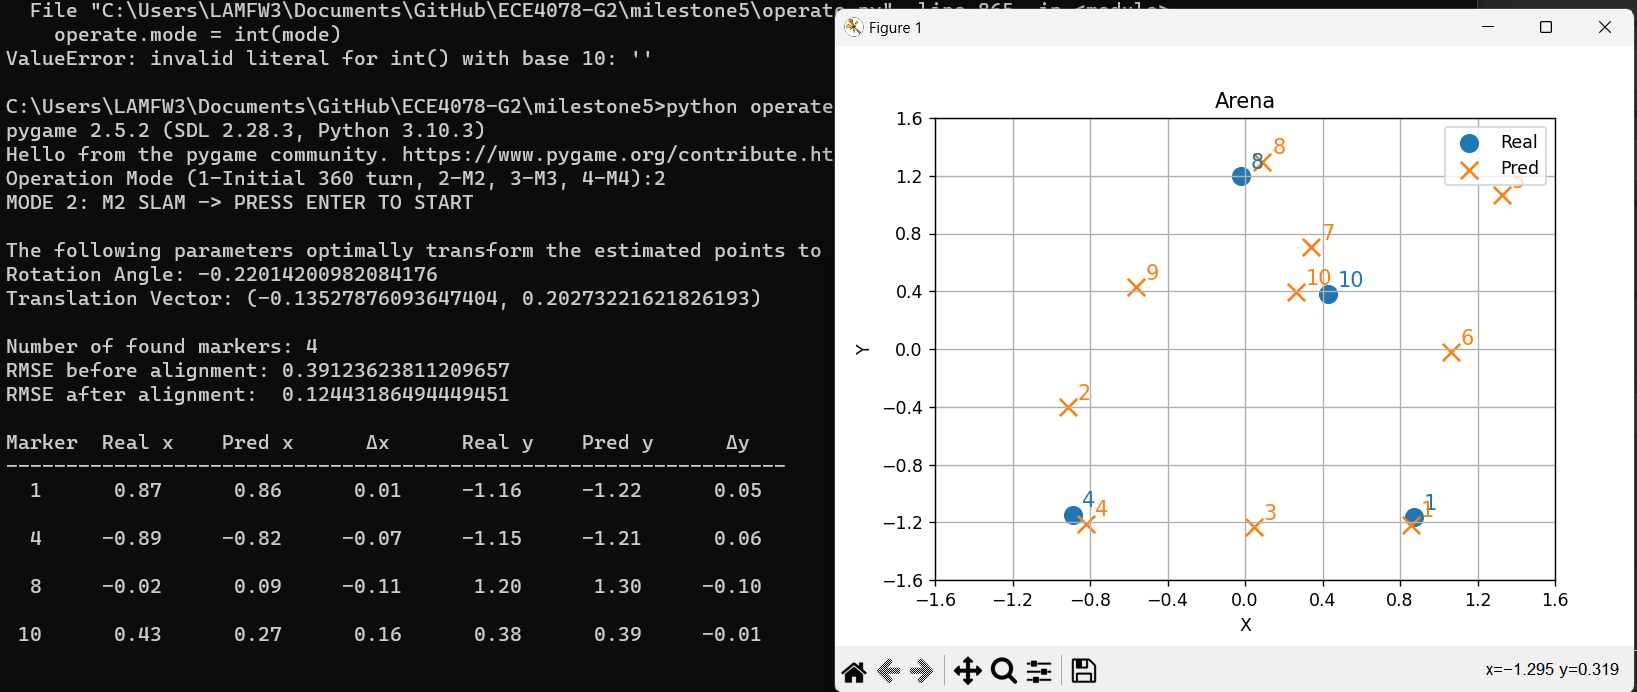 File "C:\Users\LAMFW3\Documents\GitHub\ECE4078-G2\milestone5\operate.py", line 865, in <module>
operate.mode = int(mode)
ValueError: invalid literal for int() with base 10: ''
C:\Users\LAMFW3\Documents\GitHub\ECE4078-G2\milestone5>python operate
pygame 2.5.2 (SDL 2.28.3, Python 3.10.3)
Hello from the pygame community. https://www.pygame.org/contribute.ht
Operation Mode (1-Initial 360 turn, 2-M2, 3-M3, 4-M4):2
MODE 2: M2 SLAM -> PRESS ENTER TO START
The following parameters optimally transform the estimated points to
Rotation Angle: -0.22014200982084176
Translation Vector: (-0.13527876093647404, 0.20273221621826193)
Number of found markers: 4
RMSE before alignment: 0.39123623811209657
RMSE after alignment:  0.12443186494449451
Marker Real x Pred x Δx Real y Pred y Δy
---------------------------------------------------------------
1 0.87 0.86 0.01 -1.16 -1.22 0.05
4 -0.89 -0.82 -0.07 -1.15 -1.21 0.06
8 -0.02 0.09 -0.11 1.20 1.30 -0.10
10 0.43 0.27 0.16 0.38 0.39 -0.01
Figure 1
Arena
Real
Pred
1.6
1.2
0.8
0.4
0.0
−0.4
−0.8
−1.2
−1.6
Y
8 8
5
7
9
10 10
6
2
4 4
3
1 1
−1.6 −1.2 −0.8 −0.4 0.0 0.4 0.8 1.2 1.6
X
x=−1.295 y=0.319